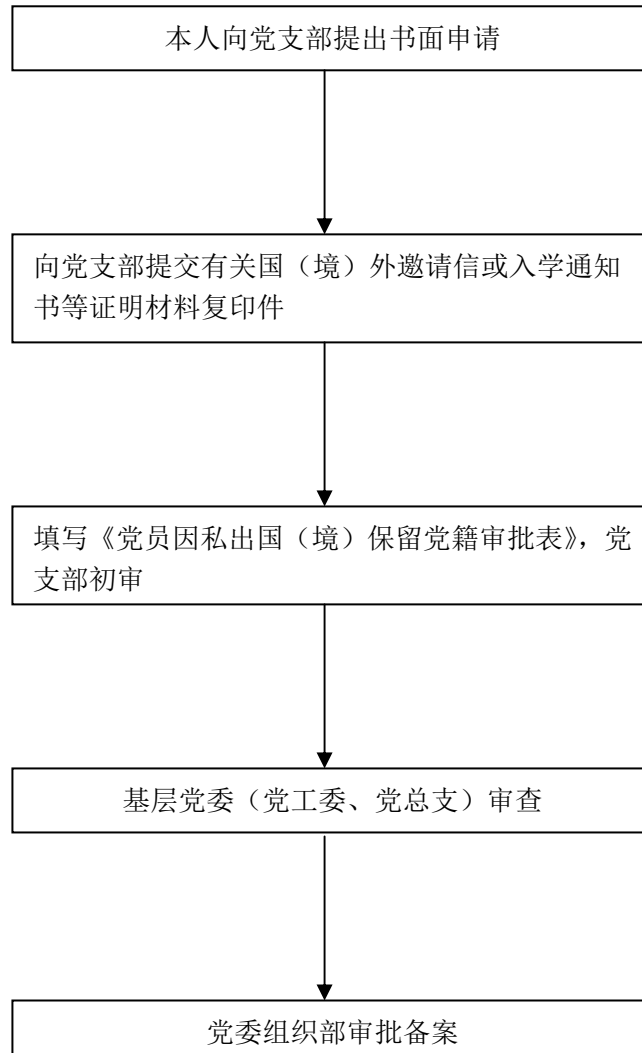 本人向党支部提出书面申请
向党支部提交有关国（境）外邀请信或入学通知
书等证明材料复印件
填写《党员因私出国（境）保留党籍审批表》，党
支部初审
基层党委（党工委、党总支）审查
党委组织部审批备案